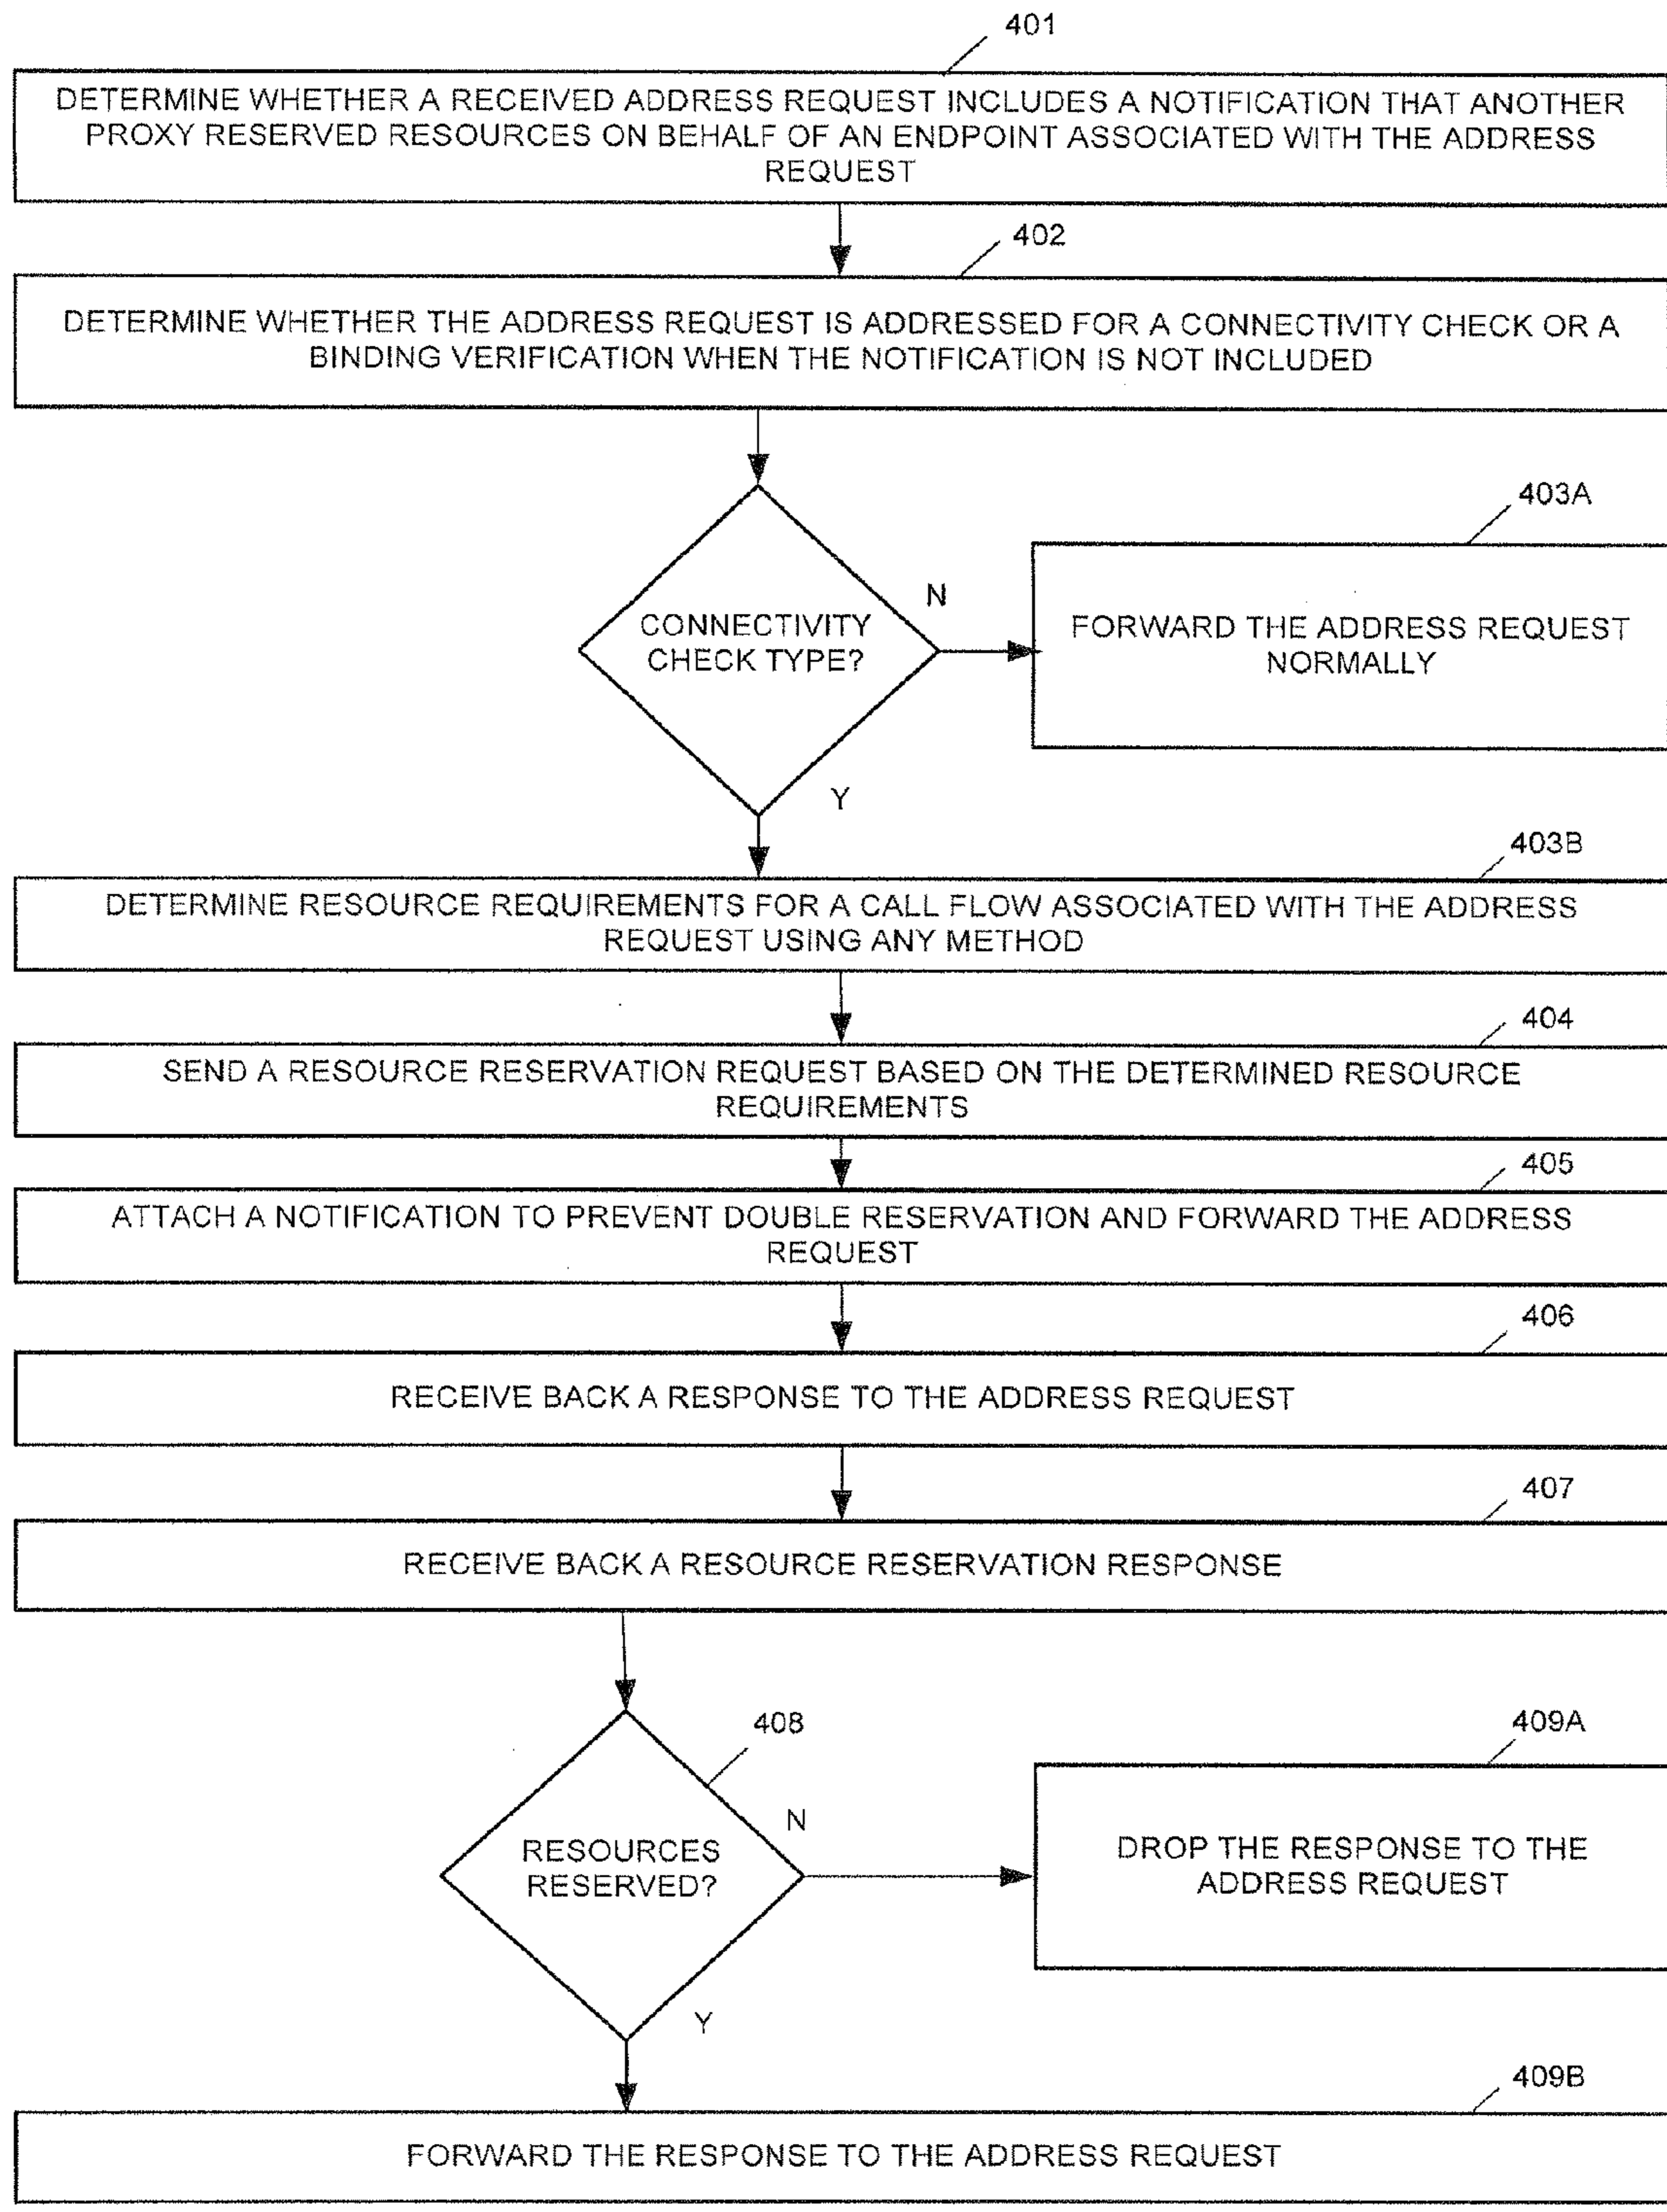 401
DETERMINE WHETHER A RECEIVED ADDRESS REQUEST INCLUDES A NOTIFICATION THAT ANOTHER
PROXY RESERVED RESOURCES ON BEHALF OF AN ENDPOINT ASSOCIATED WITH THE ADDRESS
REQUEST
402
DETERMINE WHETHER THE ADDRESS REQUEST IS ADDRESSED FOR A CONNECTIVITY CHECK OR A
BINDING VERIFICATION WHEN THE NOTIFICATION IS NOT INCLUDED
403A
N
CONNECTIVITY
CHECK TYPE?
FORWARD THE ADDRESS REQUEST
NORMALLY
Y
403B
DETERMINE RESOURCE REQUIREMENTS FOR A CALL FLOW ASSOCIATED WITH THE ADDRESS
REQUEST USING ANY METHOD
404
SEND A RESOURCE RESERVATION REQUEST BASED ON THE DETERMINED RESOURCE
REQUIREMENTS
405
ATTACH A NOTIFICATION TO PREVENT DOUBLE RESERVATION AND FORWARD THE ADDRESS
REQUEST
406
RECEIVE BACK A RESPONSE TO THE ADDRESS REQUEST
407
RECEIVE BACK A RESOURCE RESERVATION RESPONSE
408
409A
N
RESOURCES
RESERVED?
DROP THE RESPONSE TO THE
ADDRESS REQUEST
Y
409B
FORWARD THE RESPONSE TO THE ADDRESS REQUEST